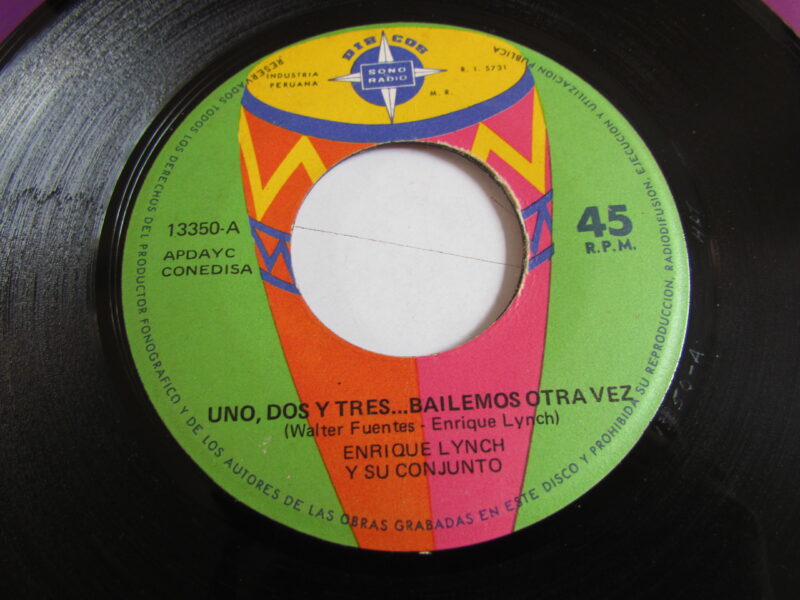 DISCOS
SONO
RADIO
INDUSTRIA
PERUANA
R. I. 5731
M. R.
13350-A
APDAYC
CONEDISA
45
R.P.M.
UNO, DOS Y TRES...BAILEMOS OTRA VEZ
(Walter Fuentes - Enrique Lynch)
ENRIQUE LYNCH
Y SU CONJUNTO
RESERVADOS TODOS LOS DERECHOS DEL PRODUCTOR FONOGRAFICO Y DE LOS AUTORES DE LAS OBRAS GRABADAS EN ESTE DISCO Y PROHIBIDA SU REPRODUCCION, RADIODIFUSION, EJECUCION Y UTILIZACION PUBLICA